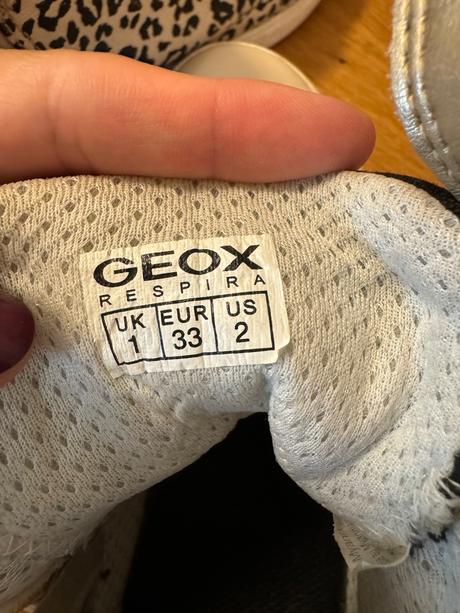 GEOX
RESPIRA
UK EUR US
1 33 2